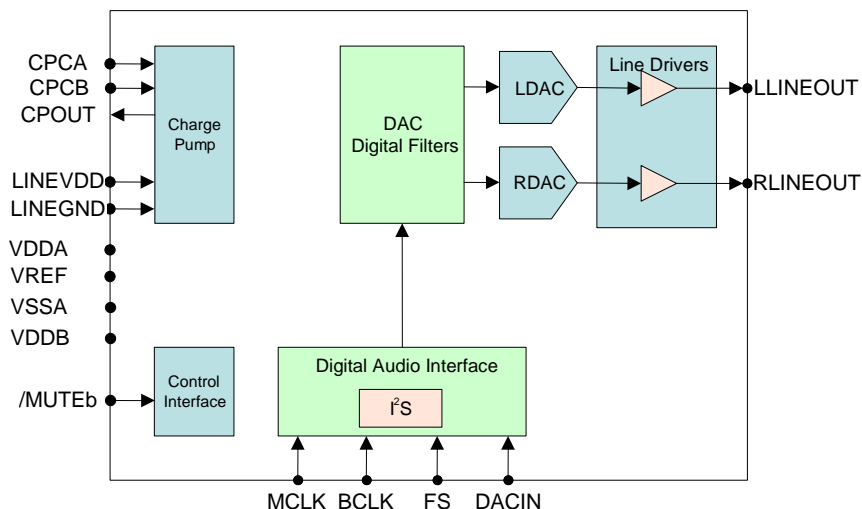 CPCA
CPCB
CPOUT
LINEVDD
LINEGND
VDDA
VREF
VSSA
VDDB
/MUTEb
Charge
Pump
Control
Interface
DAC
Digital Filters
LDAC
RDAC
Line Drivers
LLINEOUT
RLINEOUT
Digital Audio Interface
I²S
MCLK
BCLK
FS
DACIN